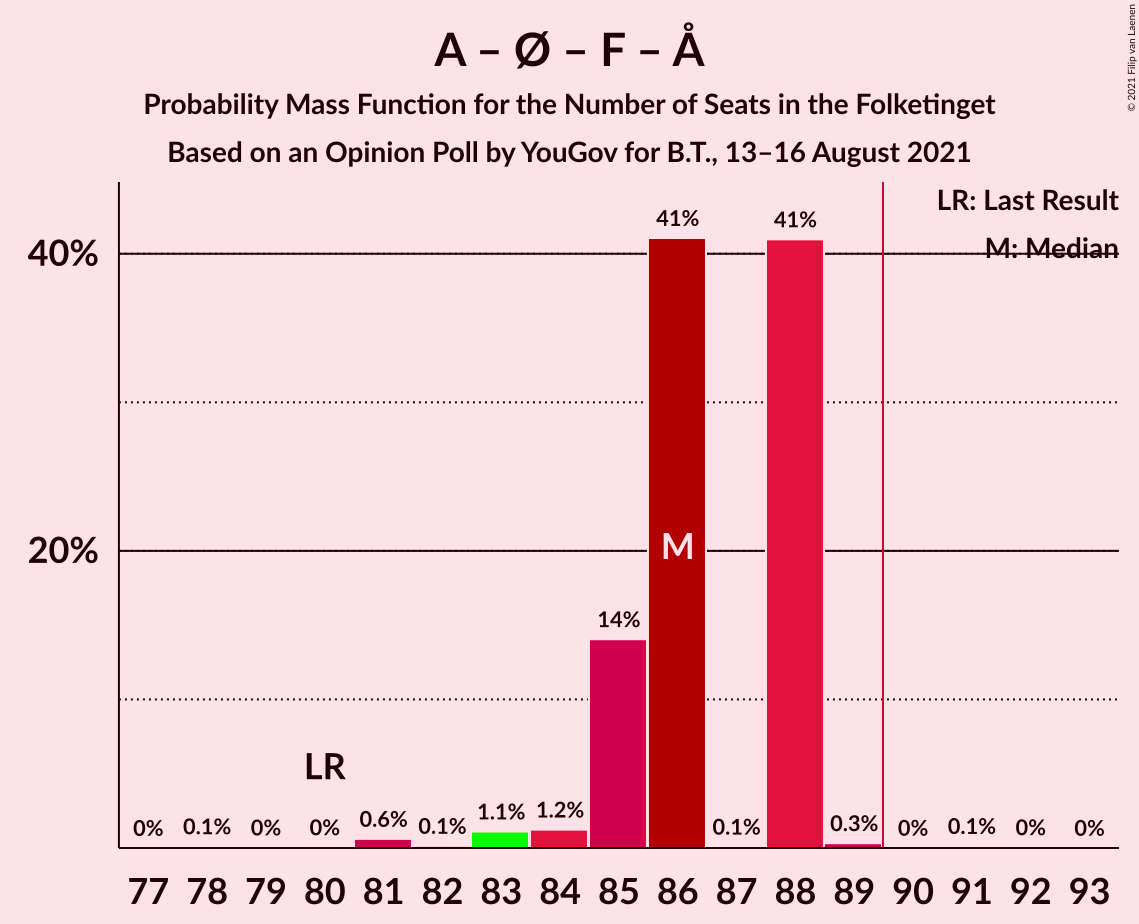 A – Ø – F – Å
Probability Mass Function for the Number of Seats in the Folketinget
Based on an Opinion Poll by YouGov for B.T., 13–16 August 2021
© 2021 Filip van Laenen
LR: Last Result
M: Median
40%
20%
41%
41%
M
14%
LR
0%
0.1%
0%
0%
0.6%
0.1%
1.1%
1.2%
0.1%
0.3%
0%
0.1%
0%
0%
77 78 79 80 81 82 83 84 85 86 87 88 89 90 91 92 93